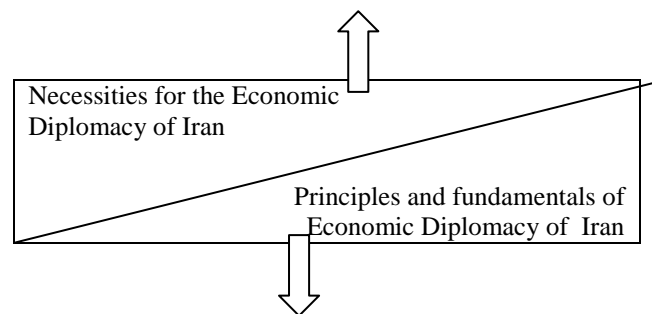 Necessities for the Economic
Diplomacy of Iran
Principles and fundamentals of
Economic Diplomacy of Iran